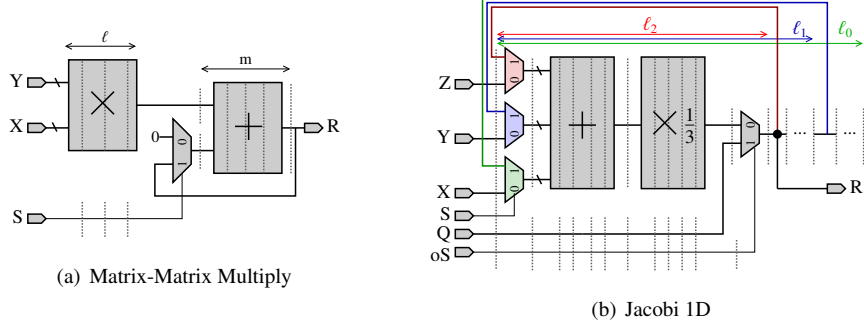 ℓ
m
Y
X
×
+
0
0
1
R
S
(a) Matrix-Matrix Multiply
ℓ₂
ℓ₁
ℓ₀
Z
0 1
Y
0 1
X
0 1
+
× 1/3
0
1
...
...
R
S
Q
oS
(b) Jacobi 1D